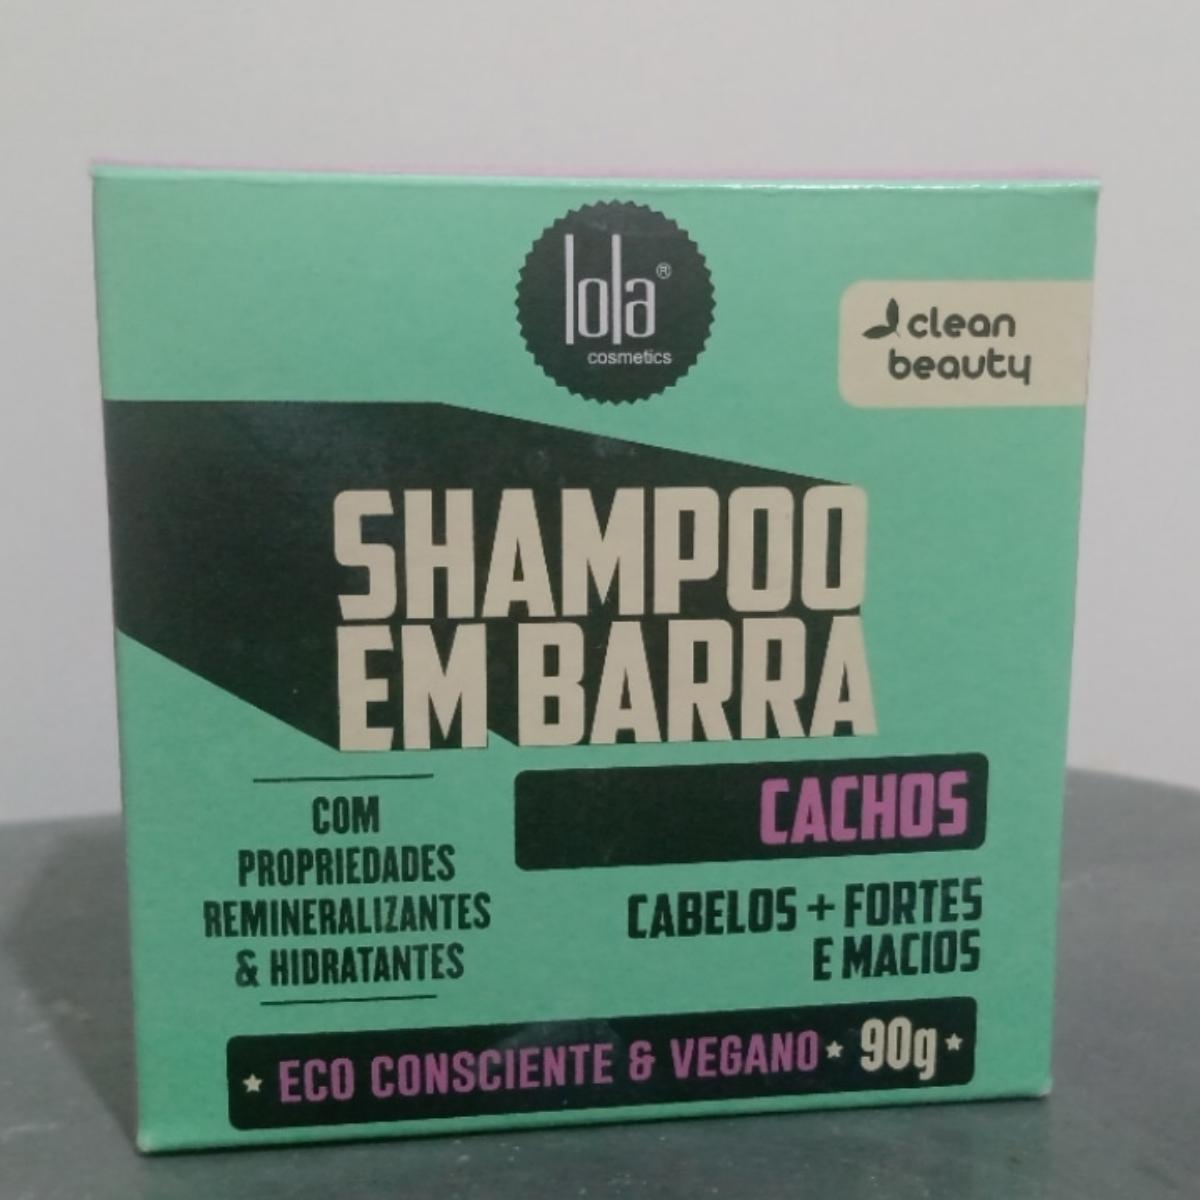 lola®
cosmetics
clean
beauty
SHAMPOO
EM BARRA
CACHOS
COM
PROPRIEDADES
REMINERALIZANTES
& HIDRATANTES
CABELOS + FORTES
E MACIOS
ECO CONSCIENTE & VEGANO 90g